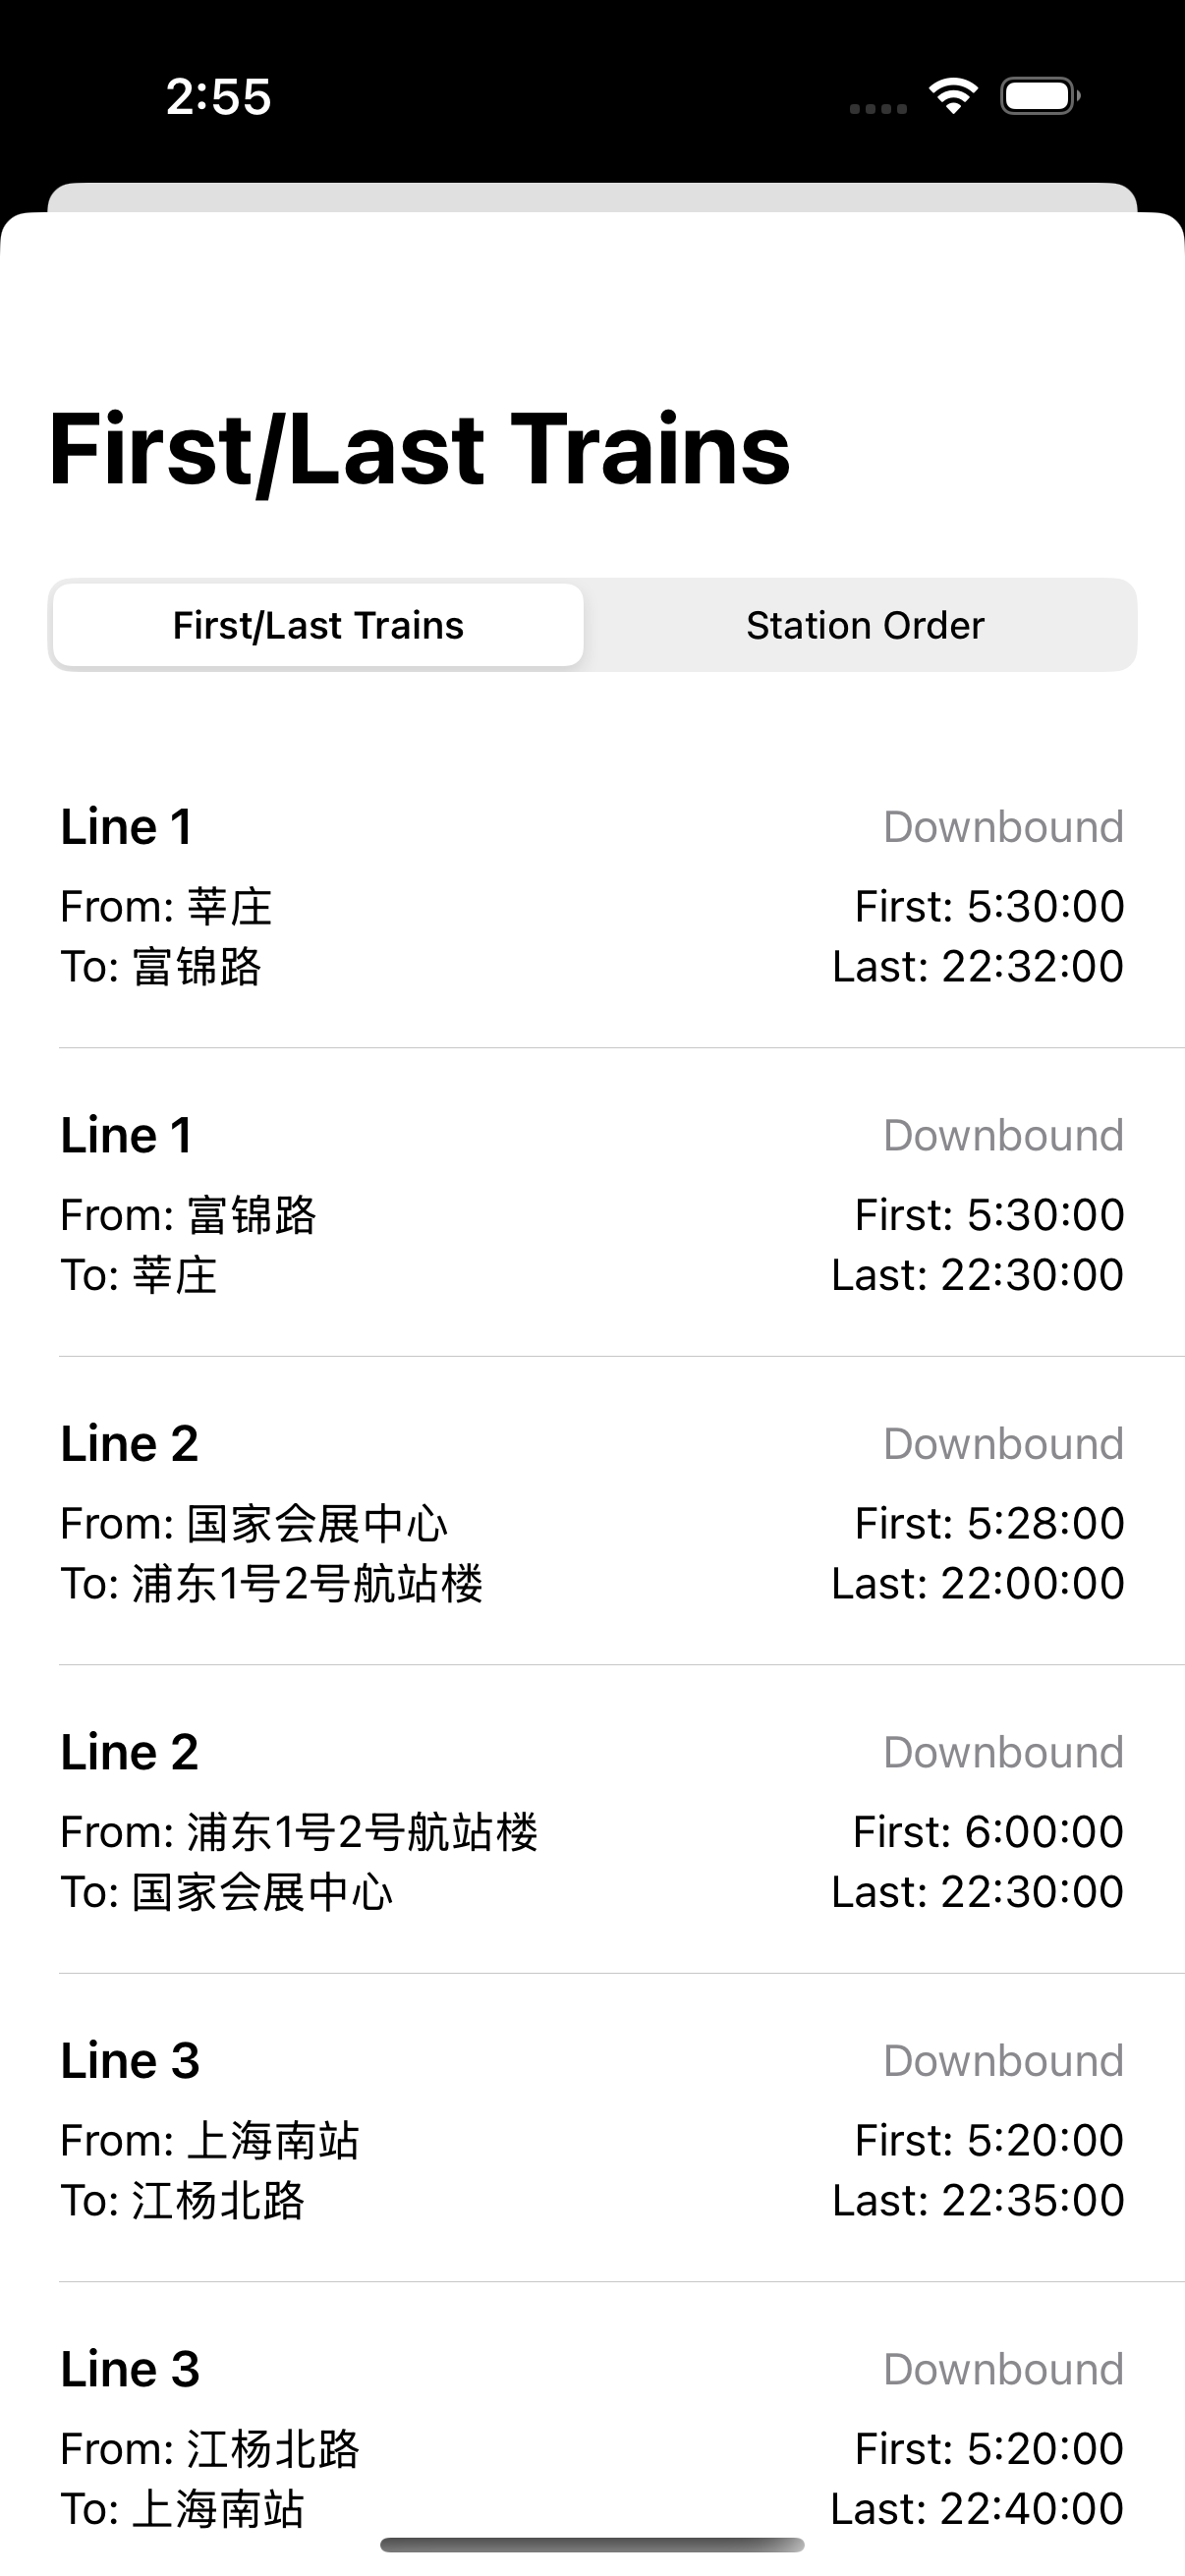 2:55
First/Last Trains
First/Last Trains Station Order
Line 1 Downbound
From: 莘庄 First: 5:30:00
To: 富锦路 Last: 22:32:00
Line 1 Downbound
From: 富锦路 First: 5:30:00
To: 莘庄 Last: 22:30:00
Line 2 Downbound
From: 国家会展中心 First: 5:28:00
To: 浦东1号2号航站楼 Last: 22:00:00
Line 2 Downbound
From: 浦东1号2号航站楼 First: 6:00:00
To: 国家会展中心 Last: 22:30:00
Line 3 Downbound
From: 上海南站 First: 5:20:00
To: 江杨北路 Last: 22:35:00
Line 3 Downbound
From: 江杨北路 First: 5:20:00
To: 上海南站 Last: 22:40:00